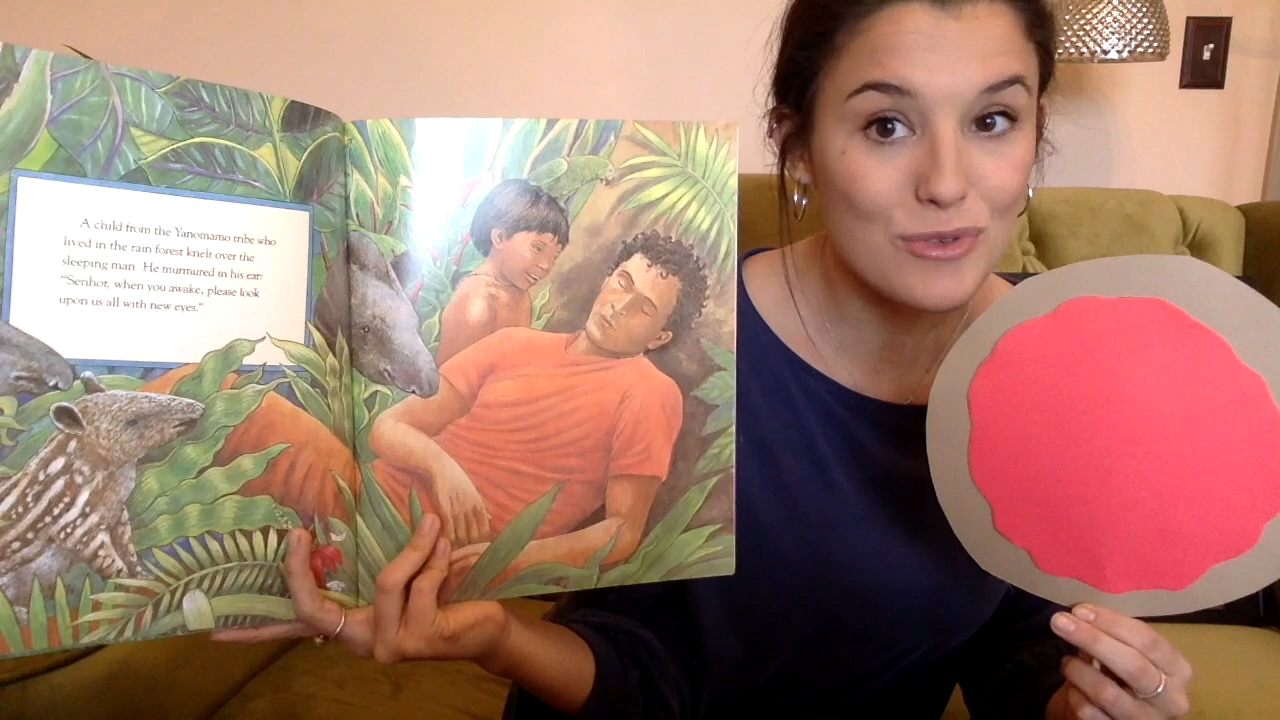 A child from the Yanomamo tribe who
lived in the rain forest knelt over the
sleeping man. He murmured in his ear:
"Senhor, when you awake, please look
upon us all with new eyes."